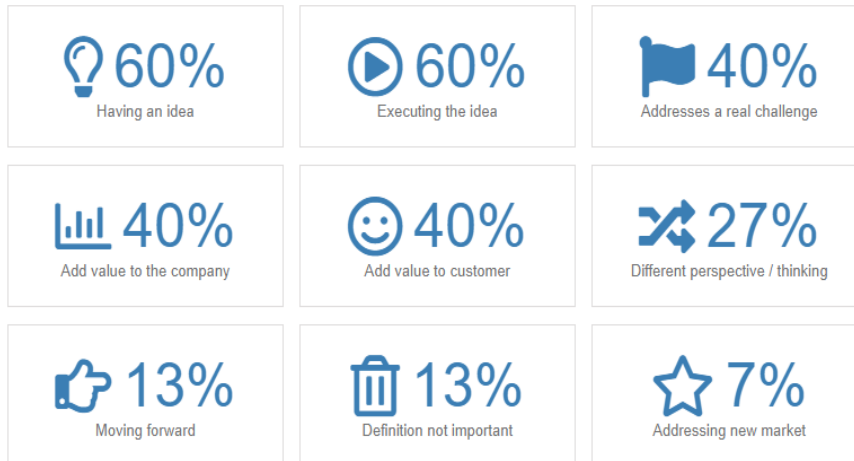 60% 60% 40%
Having an idea Executing the idea Addresses a real challenge
40% 40% 27%
Add value to the company Add value to customer Different perspective / thinking
13% 13% 7%
Moving forward Definition not important Addressing new market